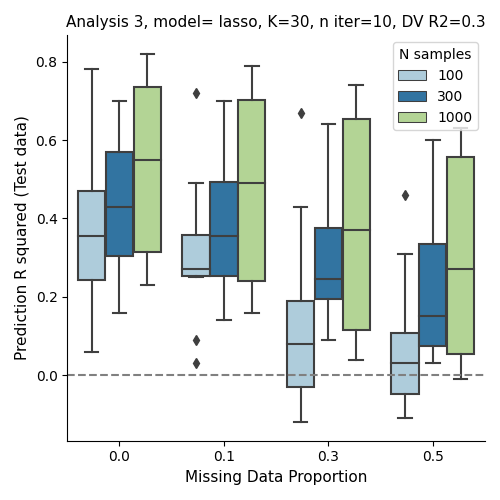 Analysis 3, model= lasso, K=30, n iter=10, DV R2=0.3
N samples
100
300
1000
0.8
0.6
0.4
0.2
0.0
Prediction R squared (Test data)
0.0 0.1 0.3 0.5
Missing Data Proportion